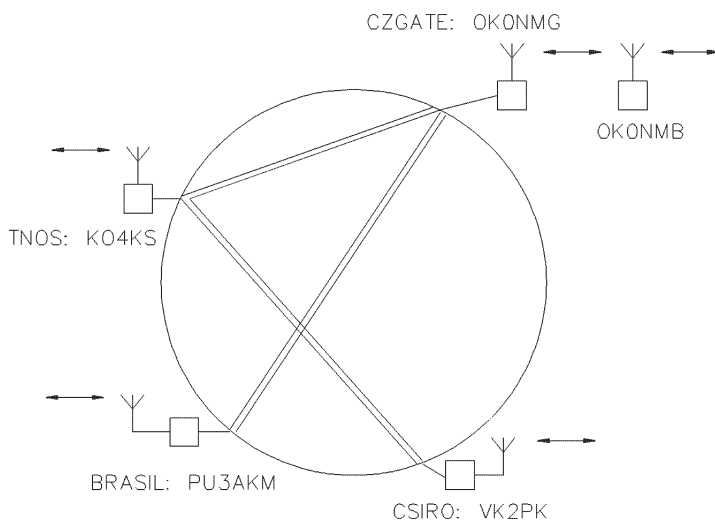 CZGATE: OK0NMG
OK0NMB
TNOS: KO4KS
BRASIL: PU3AKM
CSIRO: VK2PK